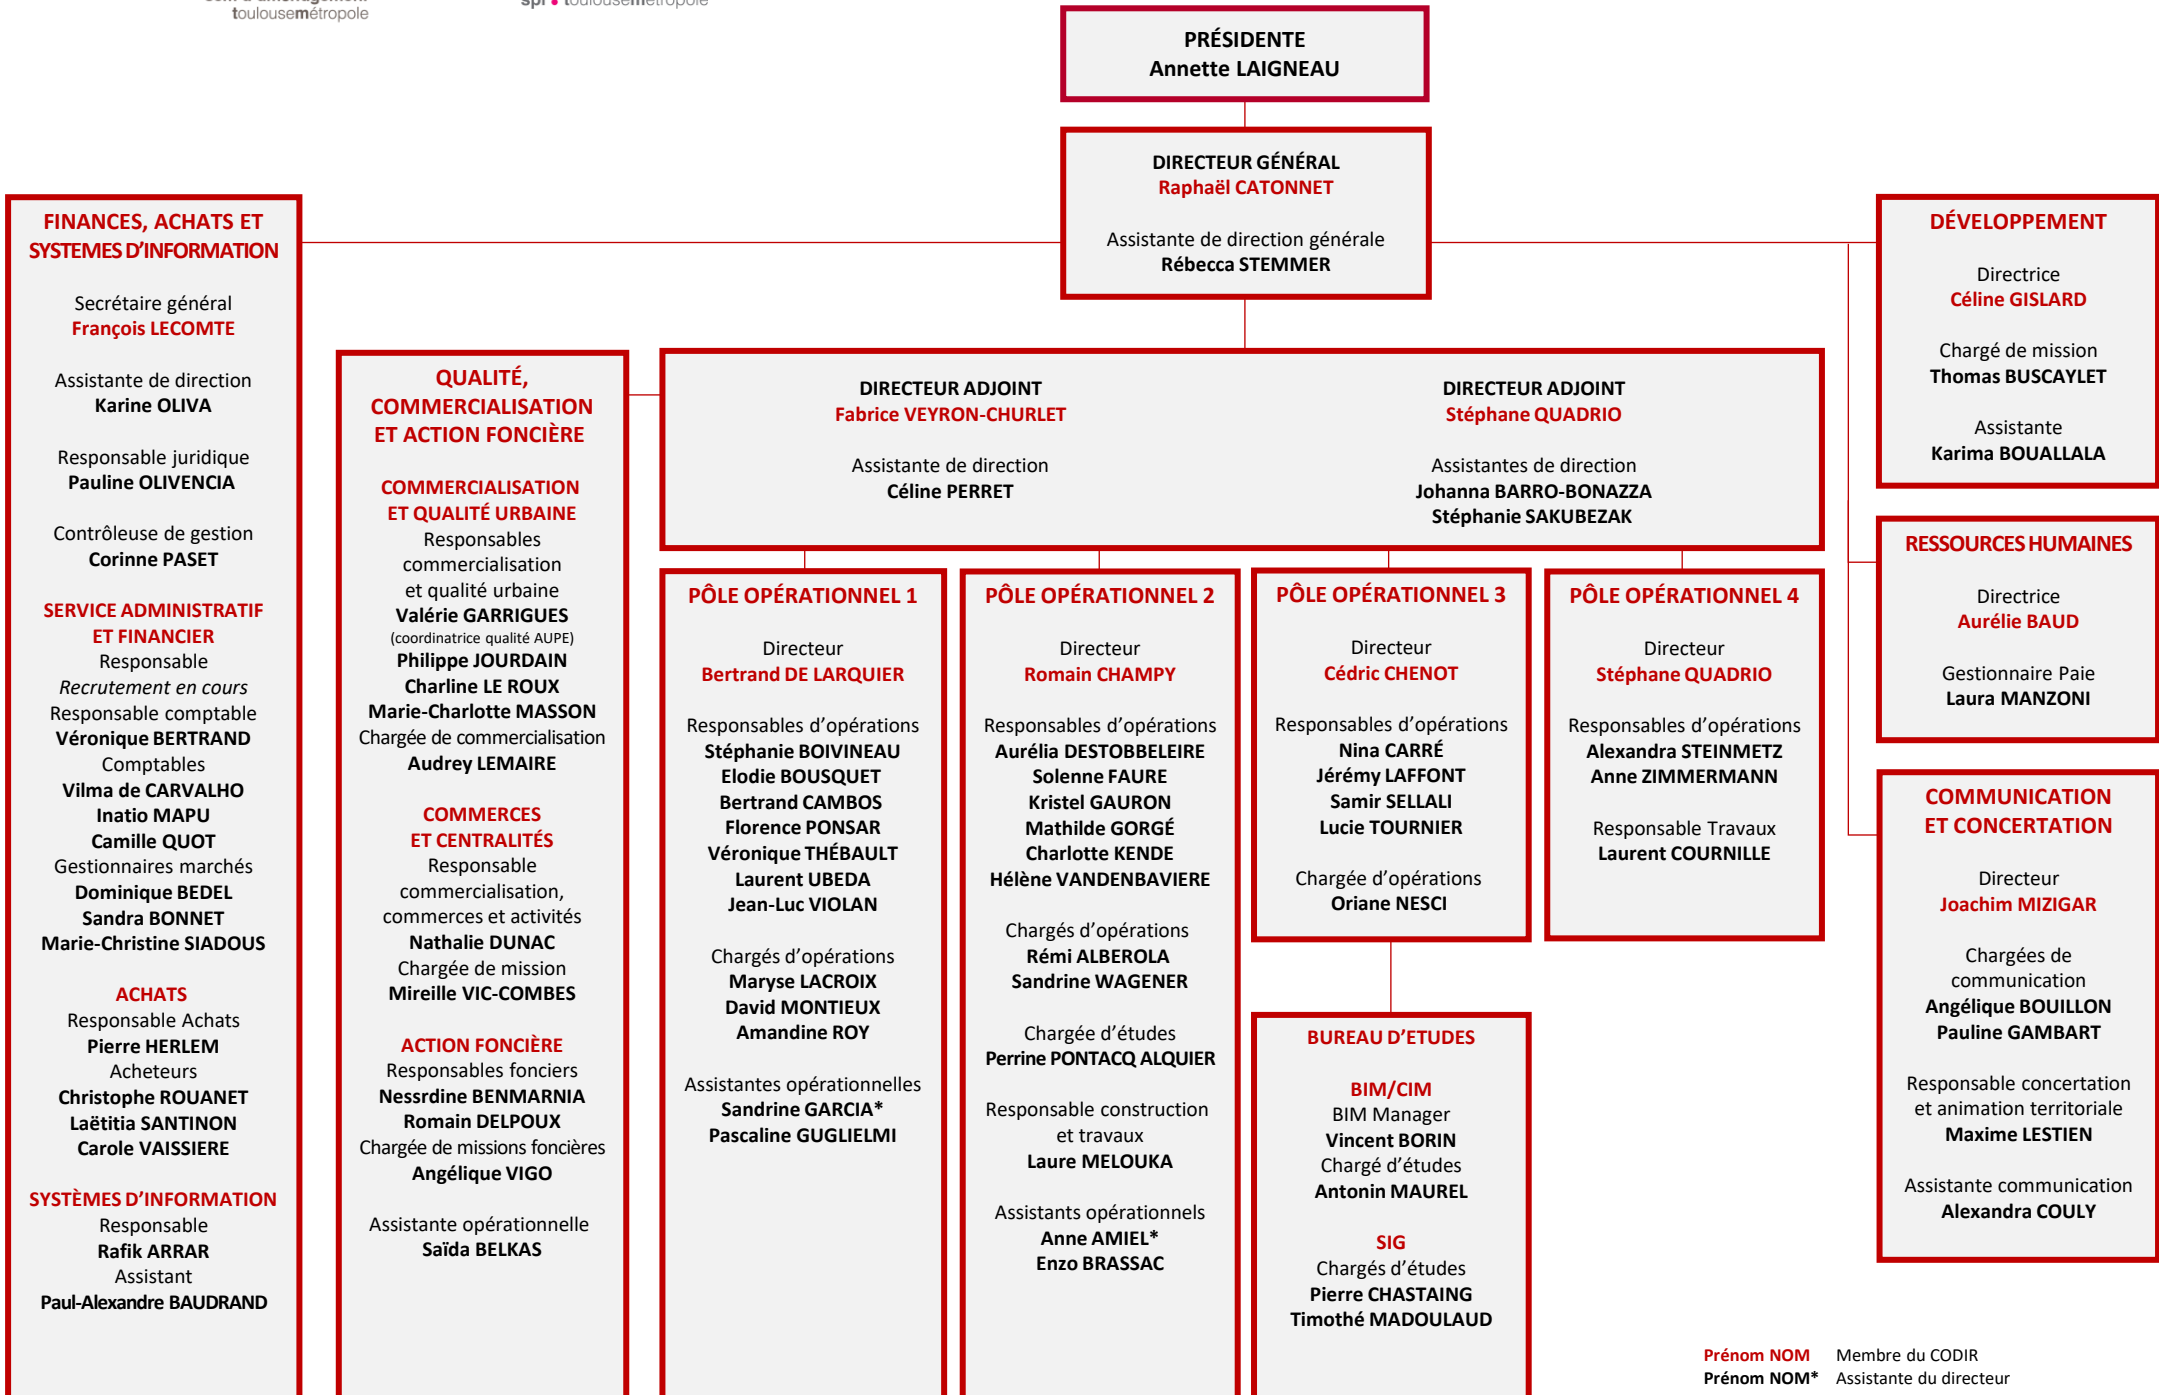 toulousemétropole
spl • toulousemétropole
PRÉSIDENTE
Annette LAIGNEAU
DIRECTEUR GÉNÉRAL
Raphaël CATONNET
Assistante de direction générale
Rébecca STEMMER
FINANCES, ACHATS ET
SYSTEMES D’INFORMATION
Secrétaire général
François LECOMTE
Assistante de direction
Karine OLIVA
Responsable juridique
Pauline OLIVENCIA
Contrôleuse de gestion
Corinne PASET
SERVICE ADMINISTRATIF
ET FINANCIER
Responsable
Recrutement en cours
Responsable comptable
Véronique BERTRAND
Comptables
Vilma de CARVALHO
Inatio MAPU
Camille QUOT
Gestionnaires marchés
Dominique BEDEL
Sandra BONNET
Marie-Christine SIADOUS
ACHATS
Responsable Achats
Pierre HERLEM
Acheteurs
Christophe ROUANET
Laëtitia SANTINON
Carole VAISSIERE
SYSTÈMES D’INFORMATION
Responsable
Rafik ARRAR
Assistant
Paul-Alexandre BAUDRAND
QUALITÉ,
COMMERCIALISATION
ET ACTION FONCIÈRE
COMMERCIALISATION
ET QUALITÉ URBAINE
Responsables
commercialisation
et qualité urbaine
Valérie GARRIGUES
(coordinatrice qualité AUPE)
Philippe JOURDAIN
Charline LE ROUX
Marie-Charlotte MASSON
Chargée de commercialisation
Audrey LEMAIRE
COMMERCES
ET CENTRALITÉS
Responsable
commercialisation,
commerces et activités
Nathalie DUNAC
Chargée de mission
Mireille VIC-COMBES
ACTION FONCIÈRE
Responsables fonciers
Nessrdine BENMARNIA
Romain DELPOUX
Chargée de missions foncières
Angélique VIGO
Assistante opérationnelle
Saïda BELKAS
DIRECTEUR ADJOINT
Fabrice VEYRON-CHURLET
Assistante de direction
Céline PERRET
DIRECTEUR ADJOINT
Stéphane QUADRIO
Assistantes de direction
Johanna BARRO-BONAZZA
Stéphanie SAKUBEZAK
PÔLE OPÉRATIONNEL 1
Directeur
Bertrand DE LARQUIER
Responsables d’opérations
Stéphanie BOIVINEAU
Elodie BOUSQUET
Bertrand CAMBOS
Florence PONSAR
Véronique THÉBAULT
Laurent UBEDA
Jean-Luc VIOLAN
Chargés d’opérations
Maryse LACROIX
David MONTIEUX
Amandine ROY
Assistantes opérationnelles
Sandrine GARCIA*
Pascaline GUGLIELMI
PÔLE OPÉRATIONNEL 2
Directeur
Romain CHAMPY
Responsables d’opérations
Aurélia DESTOBBELEIRE
Solenne FAURE
Kristel GAURON
Mathilde GORGÉ
Charlotte KENDE
Hélène VANDENBAVIERE
Chargés d’opérations
Rémi ALBEROLA
Sandrine WAGENER
Chargée d’études
Perrine PONTACQ ALQUIER
Responsable construction
et travaux
Laure MELOUKA
Assistants opérationnels
Anne AMIEL*
Enzo BRASSAC
PÔLE OPÉRATIONNEL 3
Directeur
Cédric CHENOT
Responsables d’opérations
Nina CARRÉ
Jérémy LAFFONT
Samir SELLALI
Lucie TOURNIER
Chargée d’opérations
Oriane NESCI
BUREAU D’ETUDES
BIM/CIM
BIM Manager
Vincent BORIN
Chargé d’études
Antonin MAUREL
SIG
Chargés d’études
Pierre CHASTAING
Timothé MADOULAUD
PÔLE OPÉRATIONNEL 4
Directeur
Stéphane QUADRIO
Responsables d’opérations
Alexandra STEINMETZ
Anne ZIMMERMANN
Responsable Travaux
Laurent COURNILLE
DÉVELOPPEMENT
Directrice
Céline GISLARD
Chargé de mission
Thomas BUSCAYLET
Assistante
Karima BOUALLALA
RESSOURCES HUMAINES
Directrice
Aurélie BAUD
Gestionnaire Paie
Laura MANZONI
COMMUNICATION
ET CONCERTATION
Directeur
Joachim MIZIGAR
Chargées de
communication
Angélique BOUILLON
Pauline GAMBART
Responsable concertation
et animation territoriale
Maxime LESTIEN
Assistante communication
Alexandra COULY
Prénom NOM Membre du CODIR
Prénom NOM* Assistante du directeur